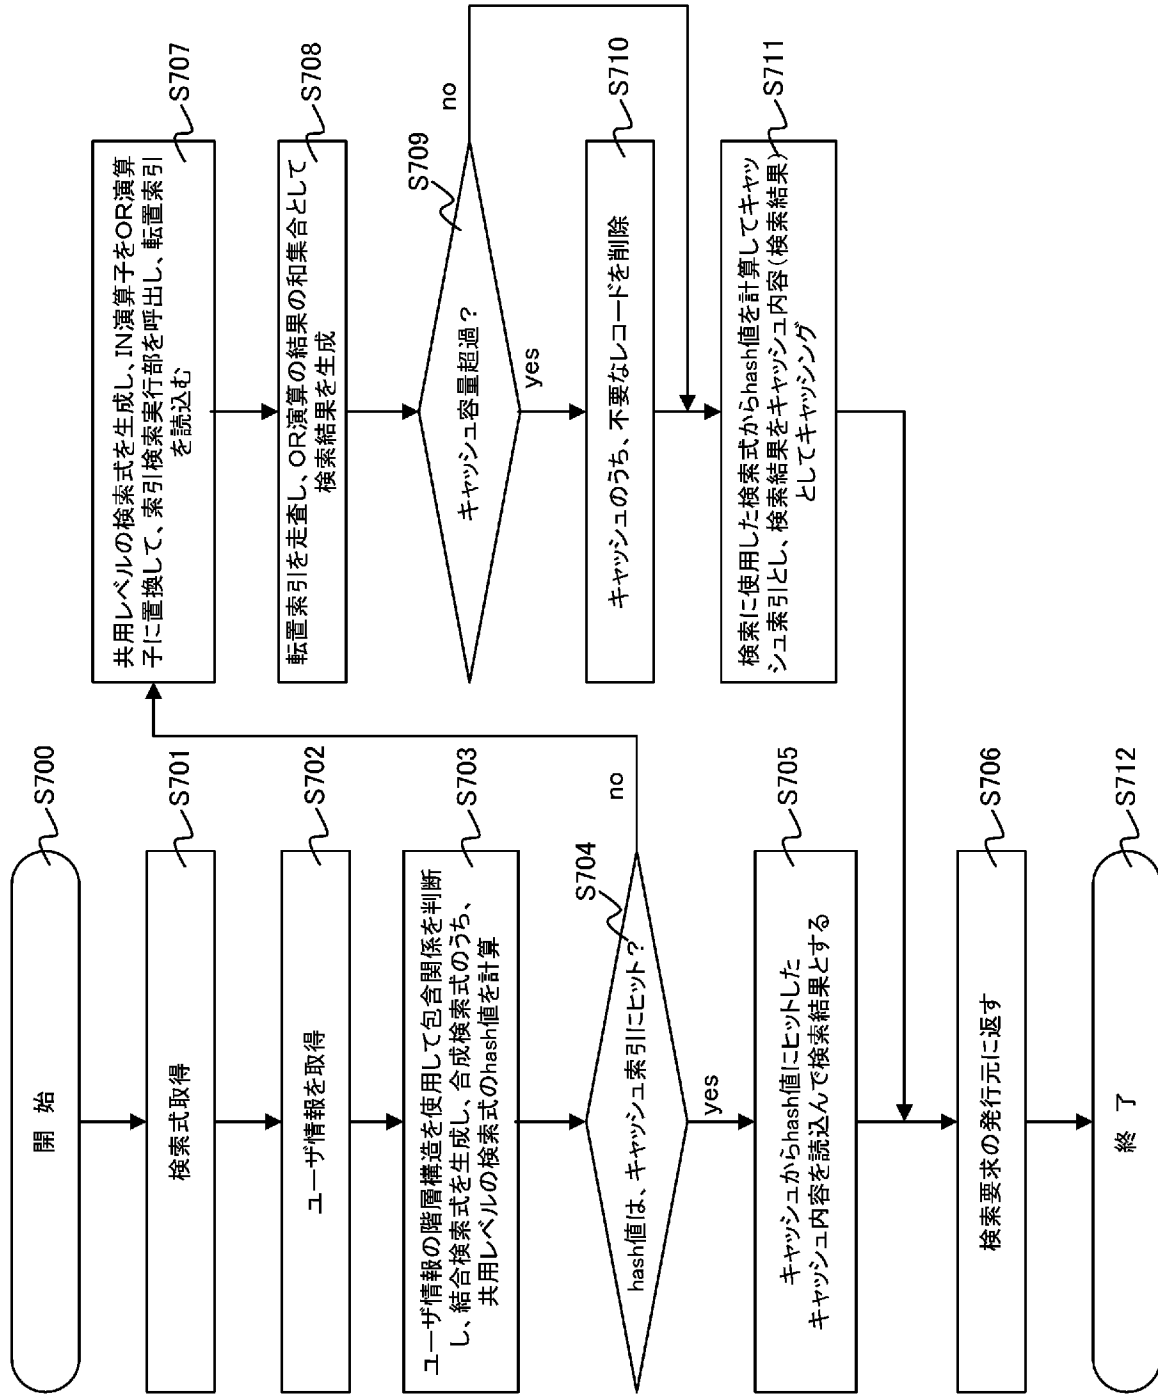 開 始
S700
検索式取得
S701
ユーザ情報を取得
S702
ユーザ情報の階層構造を使用して包含関係を判断
し、結合検索式を生成し、合成検索式のうち、
共用レベルの検索式のhash値を計算
S703
hash値は、キャッシュ索引にヒット？
S704
no
yes
キャッシュからhash値にヒットした
キャッシュ内容を読込んで検索結果とする
S705
検索要求の発行元に返す
S706
終 了
S712
共用レベルの検索式を生成し、IN演算子をOR演算
子に置換して、索引検索実行部を呼出し、転置索引
を読込む
S707
転置索引を走査し、OR演算の結果の和集合として
検索結果を生成
S708
キャッシュ容量超過？
S709
no
yes
キャッシュのうち、不要なレコードを削除
S710
検索に使用した検索式からhash値を計算してキャッ
シュ索引とし、検索結果をキャッシュ内容(検索結果)
としてキャッシング
S711